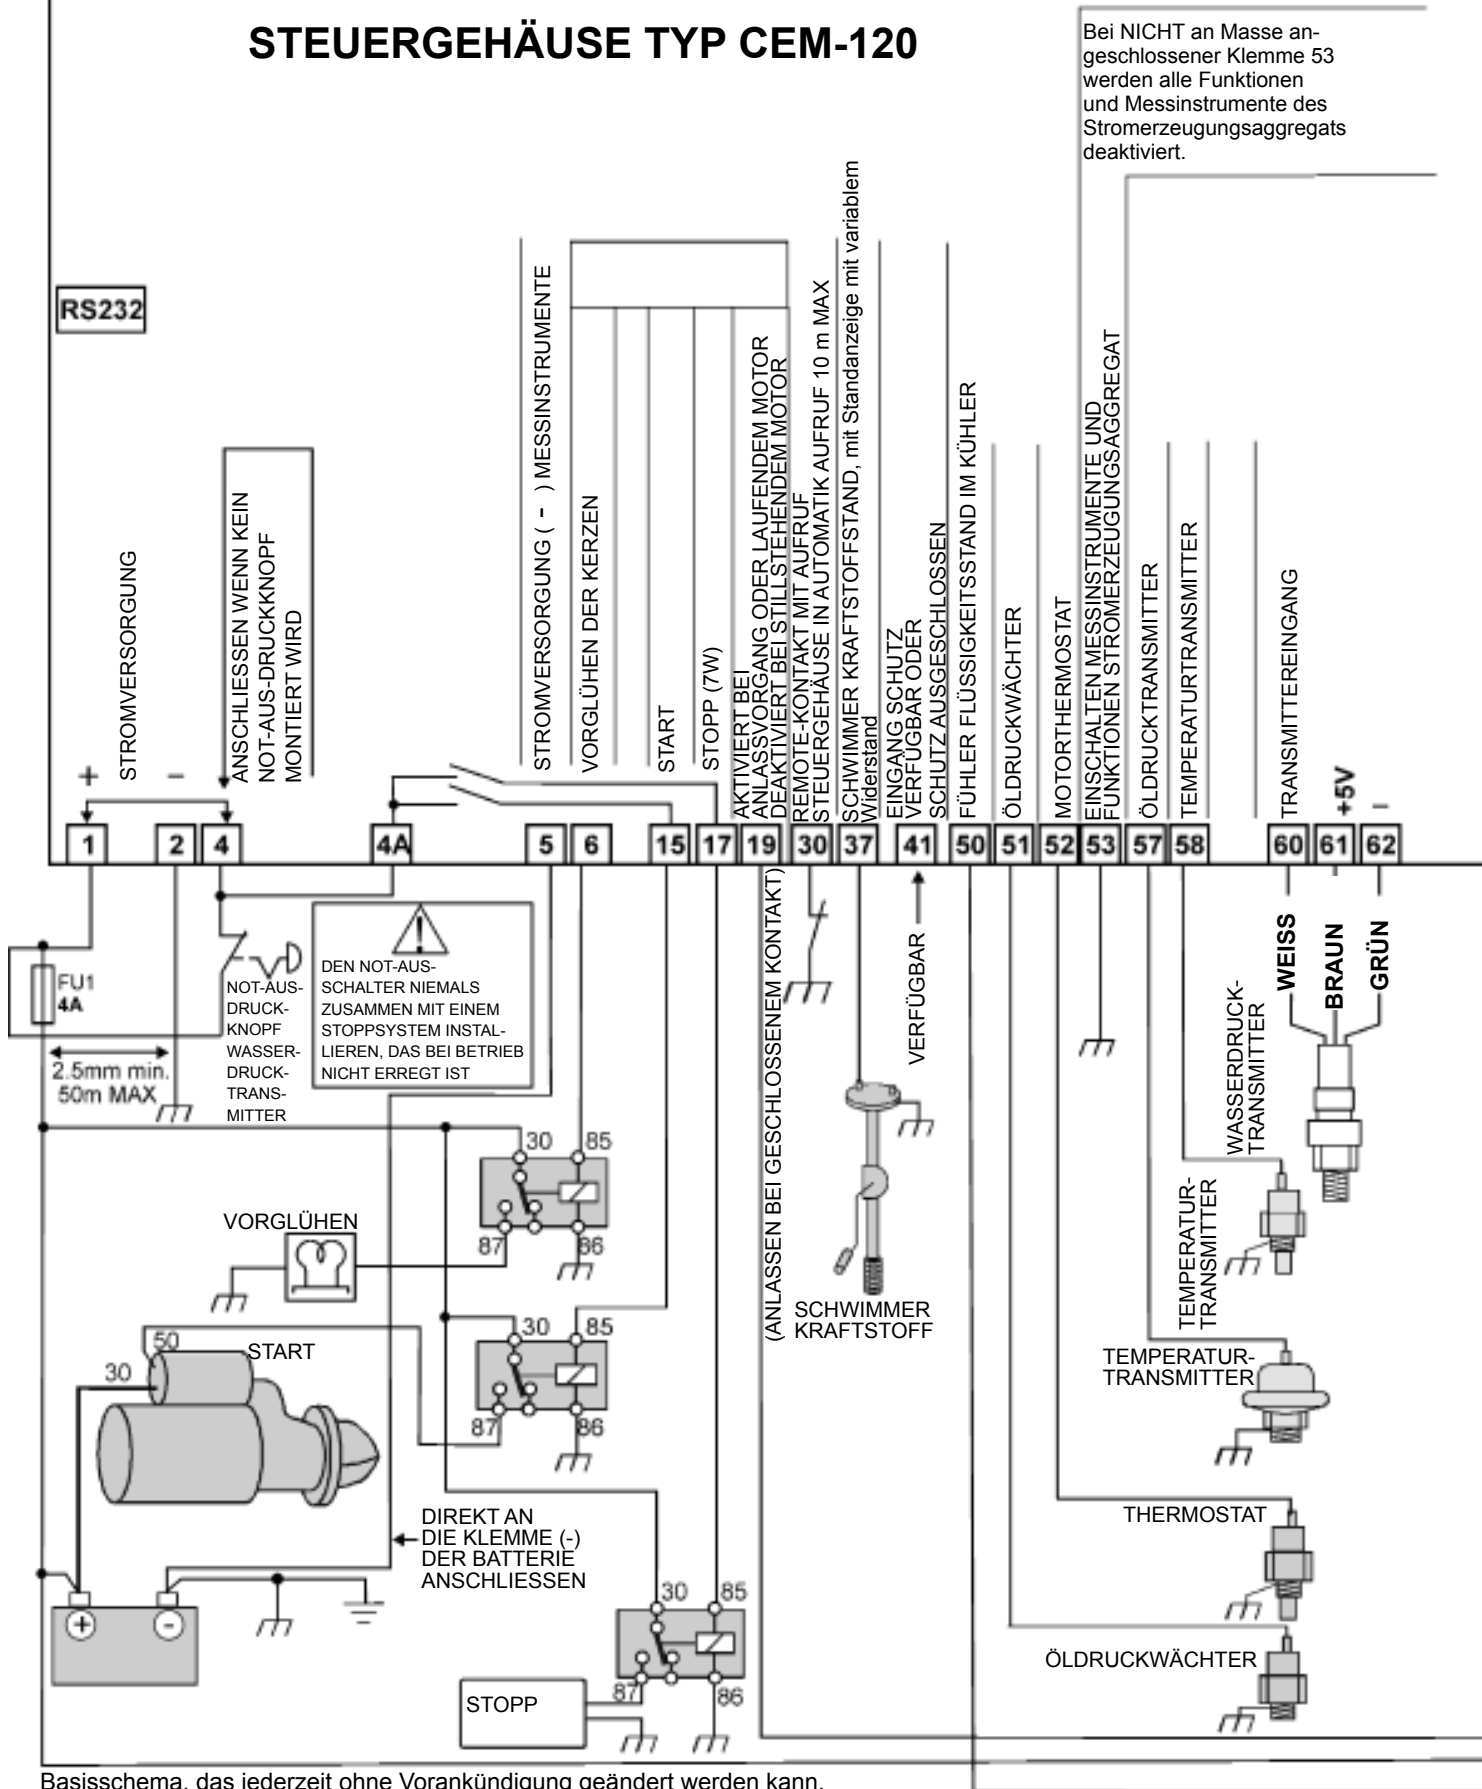 STEUERGEHÄUSE TYP CEM-120
Bei NICHT an Masse an-
geschlossener Klemme 53
werden alle Funktionen
und Messinstrumente des
Stromerzeugungsaggregats
deaktiviert.
RS232
+
STROMVERSORGUNG
–
ANSCHLIESSEN WENN KEIN
NOT-AUS-DRUCKKNOPF
MONTIERT WIRD
STROMVERSORGUNG ( - ) MESSINSTRUMENTE
VORGLÜHEN DER KERZEN
START
STOPP (7W)
AKTIVIERT BEI
ANLASSVORGANG ODER LAUFENDEM MOTOR
DEAKTIVIERT BEI STILLSTEHENDEM MOTOR
REMOTE-KONTAKT MIT AUFRUF
STEUERGEHÄUSE IN AUTOMATIK AUFRUF 10 m MAX
SCHWIMMER KRAFTSTOFFSTAND, mit Standanzeige mit variablem
Widerstand
EINGANG SCHUTZ
VERFÜGBAR ODER
SCHUTZ AUSGESCHLOSSEN
FÜHLER FLÜSSIGKEITSSTAND IM KÜHLER
ÖLDRUCKWÄCHTER
MOTORTHERMOSTAT
EINSCHALTEN MESSINSTRUMENTE UND
FUNKTIONEN STROMERZEUGUNGSAGGREGAT
ÖLDRUCKTRANSMITTER
TEMPERATURTRANSMITTER
TRANSMITTEREINGANG
+5V
–
1 2 4 4A 5 6 15 17 19 30 37 41 50 51 52 53 57 58 60 61 62
FU1
4A
2.5mm min.
50m MAX
NOT-AUS-
DRUCK-
KNOPF
WASSER-
DRUCK-
TRANS-
MITTER
!
DEN NOT-AUS-
SCHALTER NIEMALS
ZUSAMMEN MIT EINEM
STOPPSYSTEM INSTAL-
LIEREN, DAS BEI BETRIEB
NICHT ERREGT IST
(ANLASSEN BEI GESCHLOSSENEM KONTAKT)
VERFÜGBAR
WEISS
BRAUN
GRÜN
WASSERDRUCK-
TRANSMITTER
TEMPERATUR-
TRANSMITTER
30 85
87 86
VORGLÜHEN
SCHWIMMER
KRAFTSTOFF
30 85
87 86
50
START
30
TEMPERATUR-
TRANSMITTER
DIREKT AN
DIE KLEMME (-)
DER BATTERIE
ANSCHLIESSEN
THERMOSTAT
+ -
30 85
87 86
STOPP
ÖLDRUCKWÄCHTER
Basisschema, das jederzeit ohne Vorankündigung geändert werden kann.